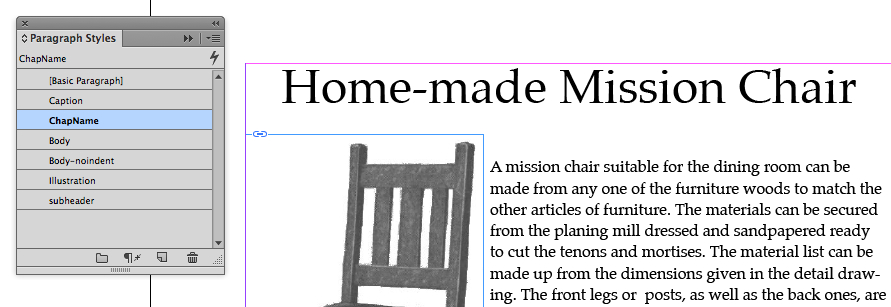 Paragraph Styles
ChapName
[Basic Paragraph]
Caption
ChapName
Body
Body-noindent
Illustration
subheader
Home-made Mission Chair
A mission chair suitable for the dining room can be
made from any one of the furniture woods to match the
other articles of furniture. The materials can be secured
from the planing mill dressed and sandpapered ready
to cut the tenons and mortises. The material list can be
made up from the dimensions given in the detail draw-
ing. The front legs or  posts, as well as the back ones, are